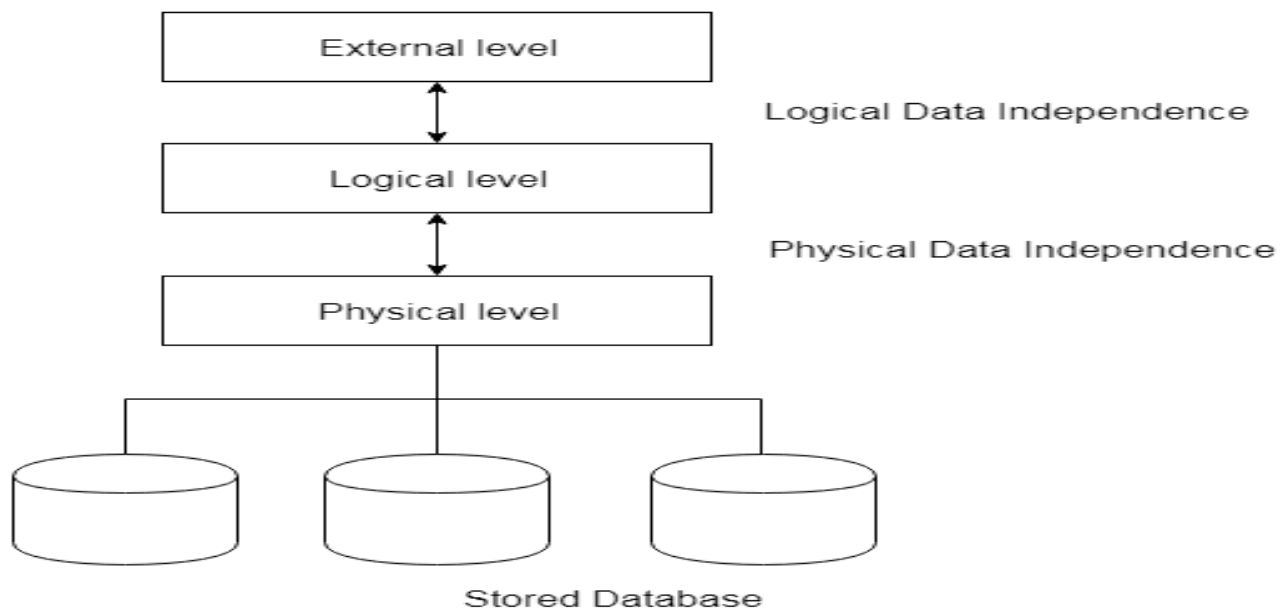 External level
Logical Data Independence
Logical level
Physical Data Independence
Physical level
Stored Database